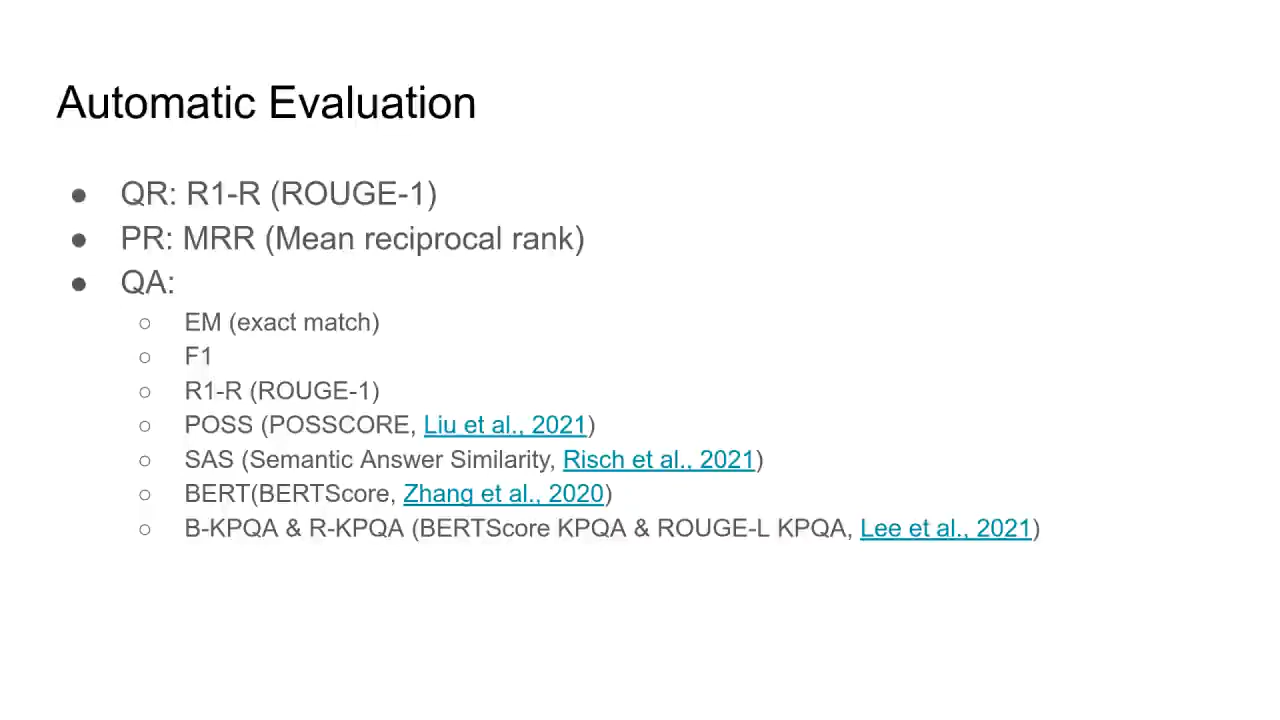 Automatic Evaluation
● QR: R1-R (ROUGE-1)
● PR: MRR (Mean reciprocal rank)
● QA:
○ EM (exact match)
○ F1
○ R1-R (ROUGE-1)
○ POSS (POSSCORE, Liu et al., 2021)
○ SAS (Semantic Answer Similarity, Risch et al., 2021)
○ BERT(BERTScore, Zhang et al., 2020)
○ B-KPQA & R-KPQA (BERTScore KPQA & ROUGE-L KPQA, Lee et al., 2021)